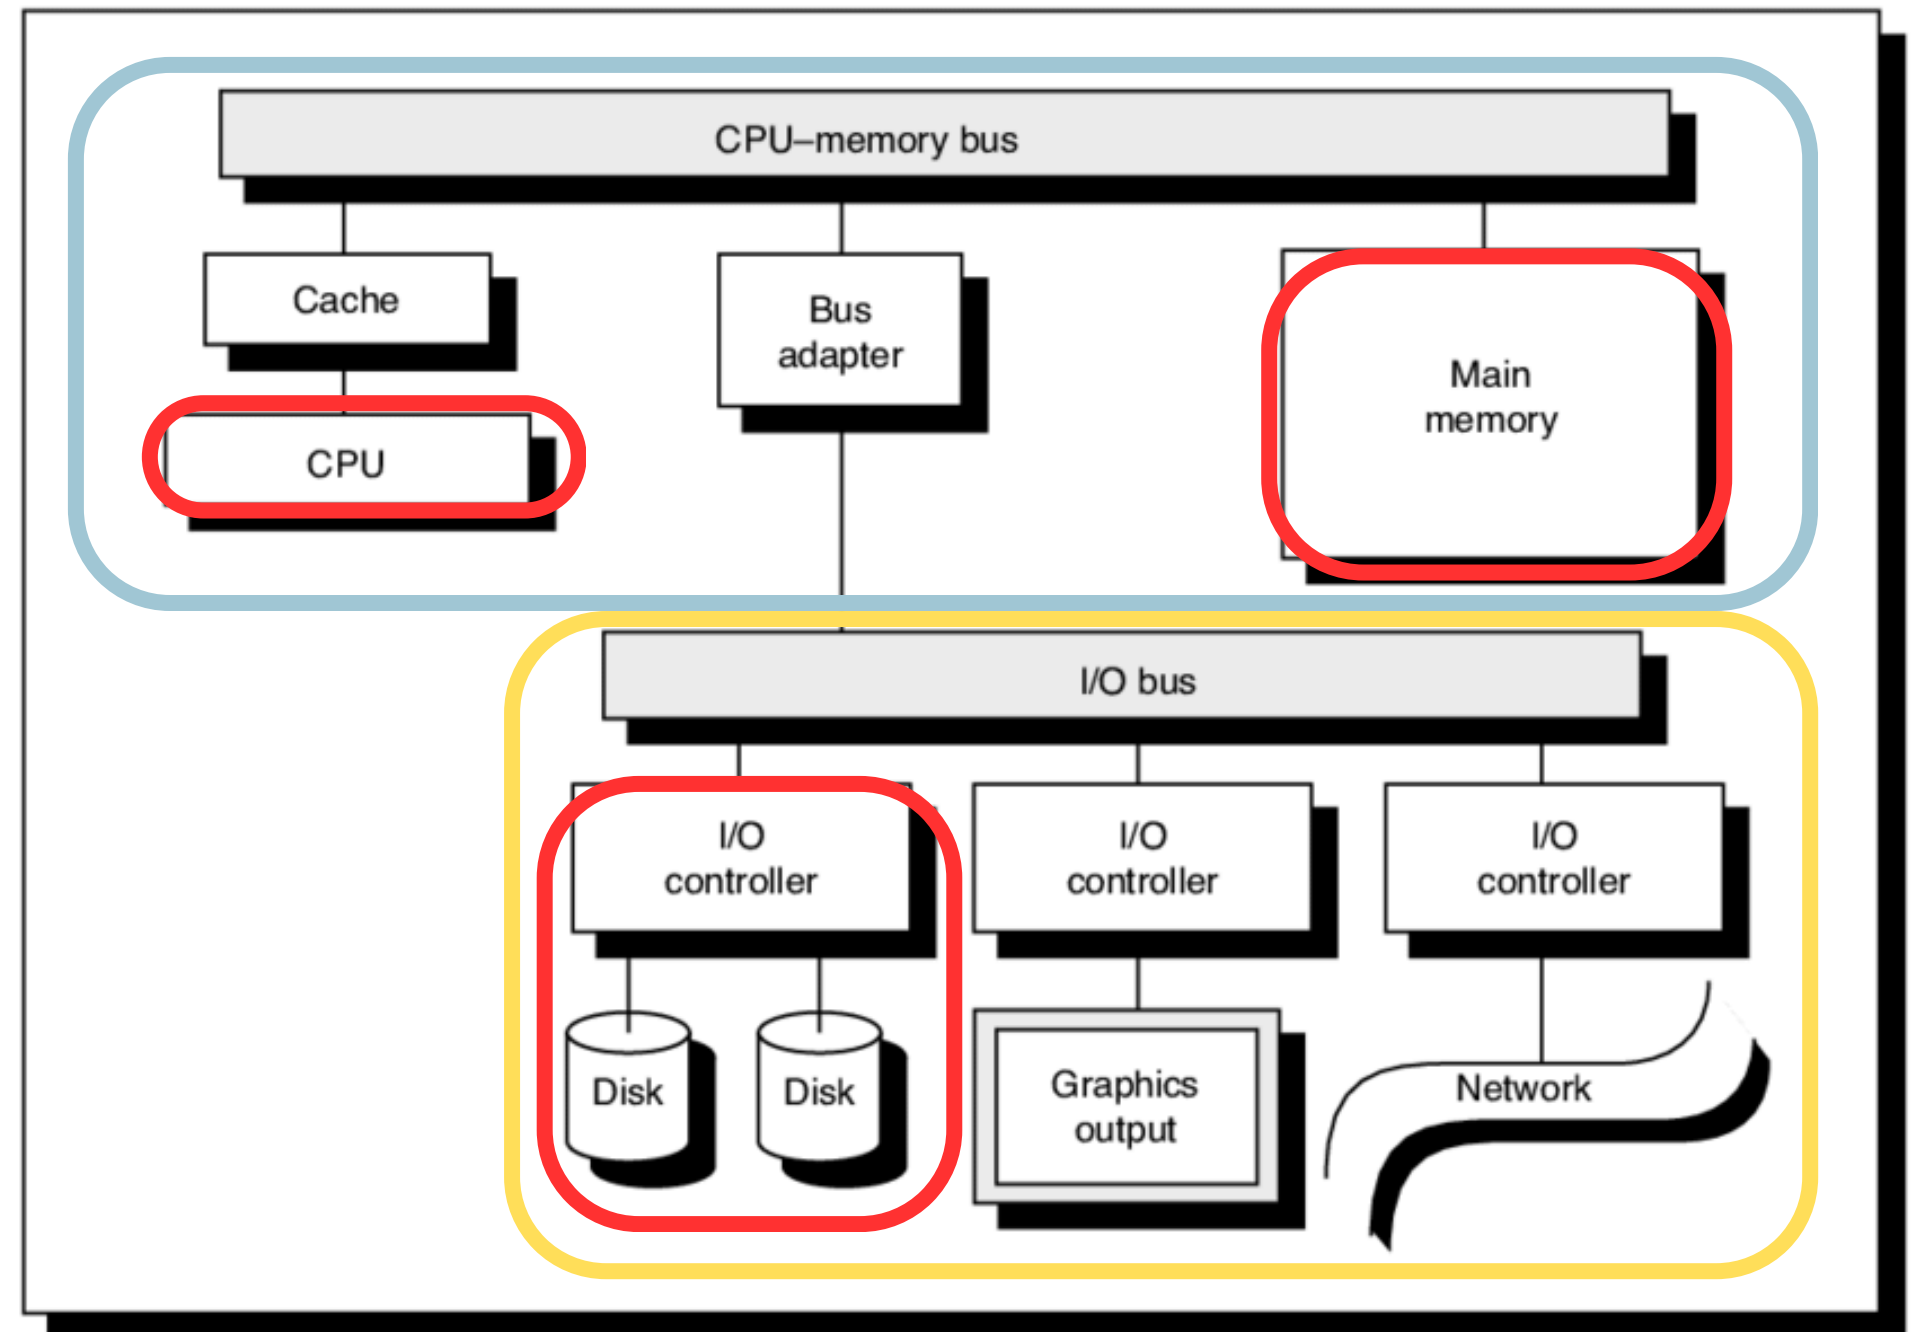 CPU–memory bus
Cache
Bus
adapter
Main
memory
CPU
I/O bus
I/O
controller
I/O
controller
I/O
controller
Disk
Disk
Graphics
output
Network